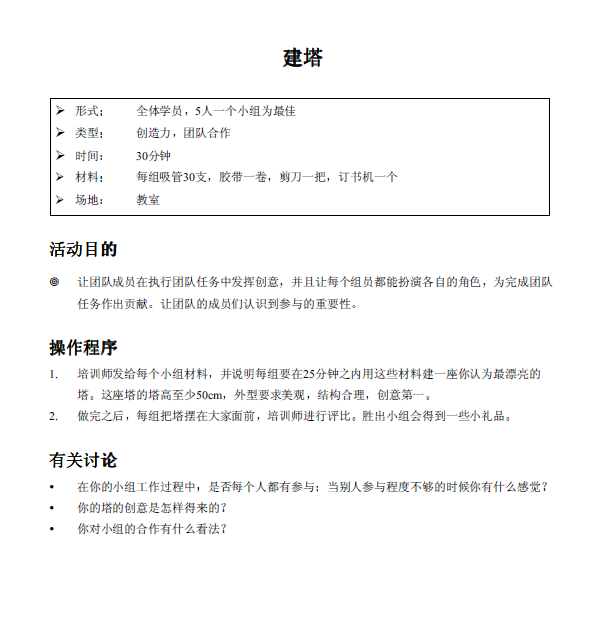 建塔
➢ 形式： 全体学员，5人一个小组为最佳
➢ 类型： 创造力，团队合作
➢ 时间： 30分钟
➢ 材料： 每组吸管30支，胶带一卷，剪刀一把，订书机一个
➢ 场地： 教室
活动目的
让团队成员在执行团队任务中发挥创意，并且让每个组员都能扮演各自的角色，为完成团队
任务作出贡献。让团队的成员们认识到参与的重要性。
操作程序
1. 培训师发给每个小组材料，并说明每组要在25分钟之内用这些材料建一座你认为最漂亮的
塔。这座塔的塔高至少50cm，外型要求美观，结构合理，创意第一。
2. 做完之后，每组把塔摆在大家面前，培训师进行评比。胜出小组会得到一些小礼品。
有关讨论
• 在你的小组工作过程中，是否每个人都有参与；当别人参与程度不够的时候你有什么感觉？
• 你的塔的创意是怎样得来的？
• 你对小组的合作有什么看法？